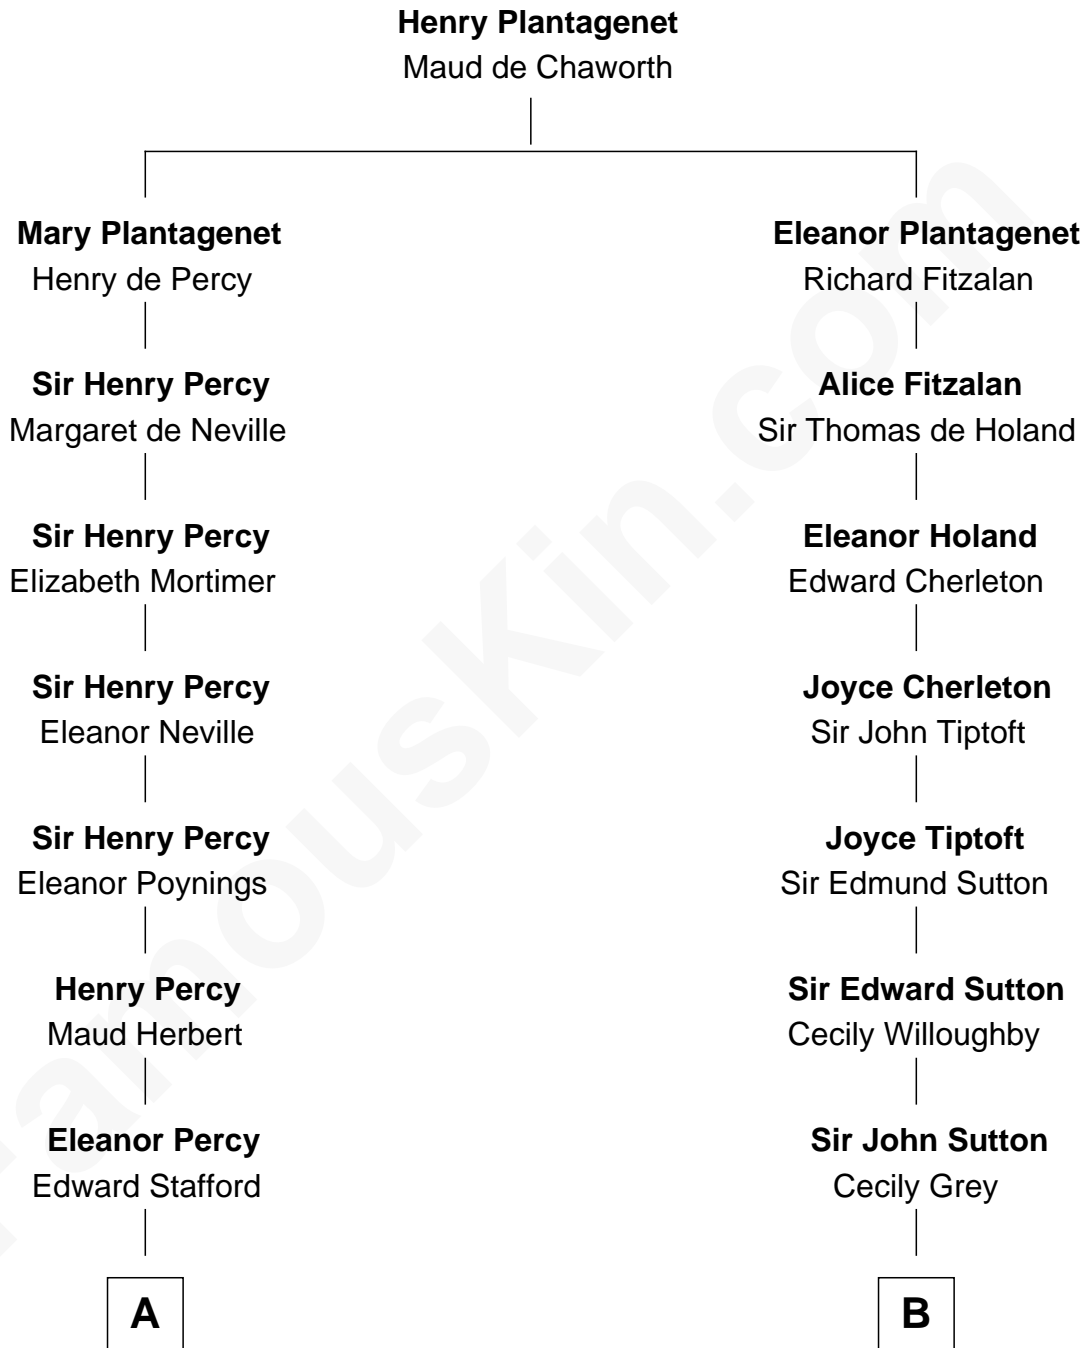 Henry Plantagenet
Maud de Chaworth
Mary Plantagenet
Henry de Percy
Sir Henry Percy
Margaret de Neville
Sir Henry Percy
Elizabeth Mortimer
Sir Henry Percy
Eleanor Neville
Sir Henry Percy
Eleanor Poynings
Henry Percy
Maud Herbert
Eleanor Percy
Edward Stafford
A
Eleanor Plantagenet
Richard Fitzalan
Alice Fitzalan
Sir Thomas de Holand
Eleanor Holand
Edward Cherleton
Joyce Cherleton
Sir John Tiptoft
Joyce Tiptoft
Sir Edmund Sutton
Sir Edward Sutton
Cecily Willoughby
Sir John Sutton
Cecily Grey
B
FamousKin.com